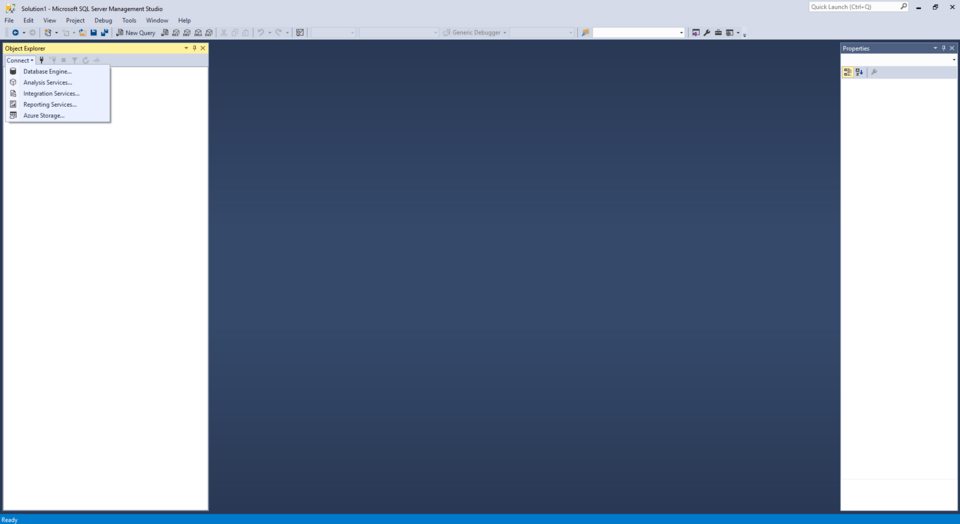 Solution1 - Microsoft SQL Server Management Studio
Quick Launch (Ctrl+Q)
File Edit View Project Debug Tools Window Help
New Query
Generic Debugger
Object Explorer
Properties
Connect
Database Engine...
Analysis Services...
Integration Services...
Reporting Services...
Azure Storage...
Ready